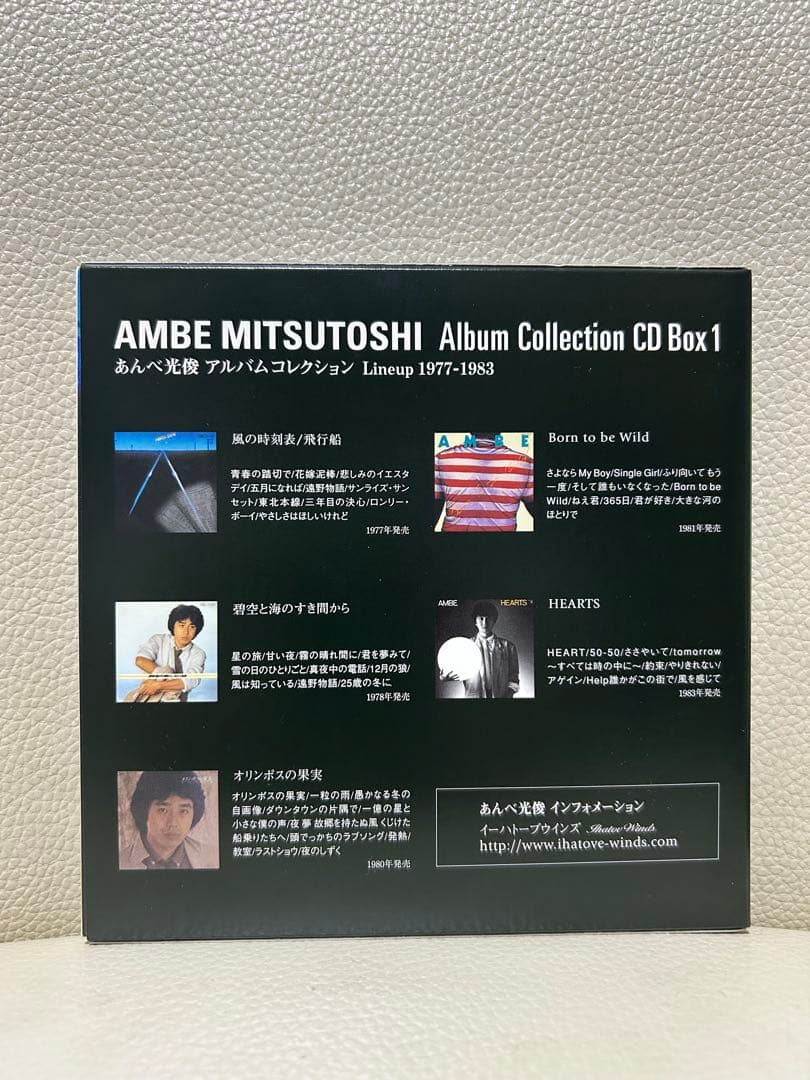 AMBE MITSUTOSHI Album Collection CD Box 1
あんべ光俊 アルバムコレクション Lineup 1977-1983
風の時刻表/飛行船
青春の踏切で/花嫁泥棒/悲しみのイエスタ
デイ/五月になれば/遠野物語/サンライズ・サン
セット/東北本線/三年目の決心/ロンリー・
ボーイ/やさしさはほしいけれど
1977年発売
碧空と海のすき間から
星の旅/甘い夜/霧の晴れ間に/君を夢みて/
雪の日のひとりごと/真夜中の電話/12月の狼/
風は知っている/遠野物語/25歳の冬に
1978年発売
オリンポスの果実
オリンポスの果実/一粒の雨/愚かなる冬の
自画像/ダウンタウンの片隅で/一億の星と
小さな僕の声/夜夢 故郷を持たぬ風くじけた
船乗りたちへ/頭でっかちのラブソング/発熱/
教室/ラストショウ/夜のしずく
1980年発売
AMBE
Born to be Wild
さよなら My Boy/Single Girl/ふり向いて もう
一度/そして誰もいなくなった/Born to be
Wild/ねえ君/365日/君が好き/大きな河の
ほとりで
1981年発売
AMBE HEARTS
HEARTS
HEART/50-50/ささやいて/tomorrow
〜すべては時の中に〜/約束/やりきれない/
アゲイン/Help誰かがこの街で/風を感じて
1983年発売
あんべ光俊 インフォメーション
イーハトーブウインズ Ihatove Winds
http://www.ihatove-winds.com